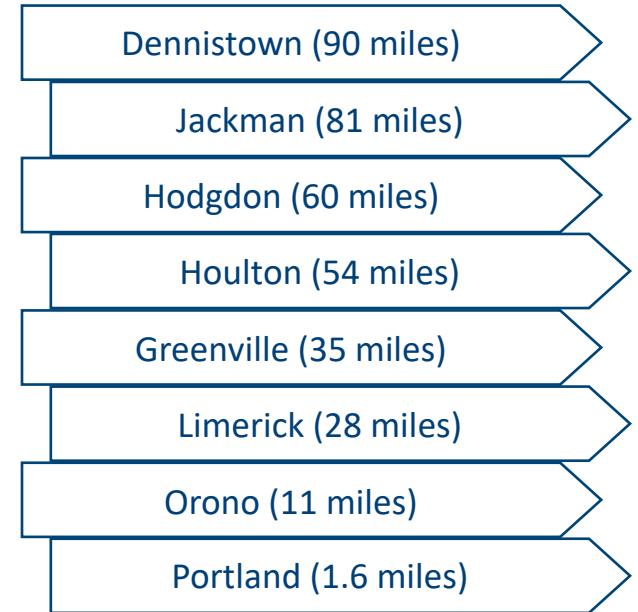 Dennistown (90 miles)
Jackman (81 miles)
Hodgdon (60 miles)
Houlton (54 miles)
Greenville (35 miles)
Limerick (28 miles)
Orono (11 miles)
Portland (1.6 miles)